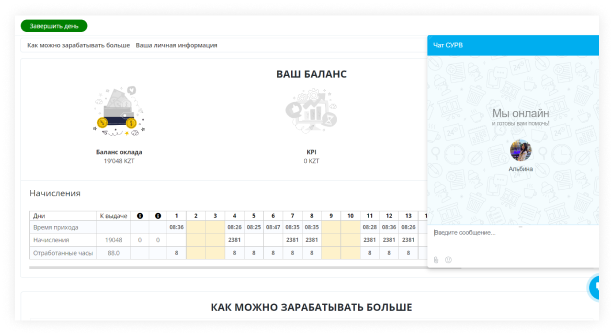 Завершить день
Как можно зарабатывать больше Ваша личная информация
Чат СУРВ
ВАШ БАЛАНС
Мы онлайн
и готовы вам помочь!
Альбина
Баланс оклада
19'048 KZT
KPI
0 KZT
Начисления
Дни К выдаче 1 2 3 4 5 6 7 8 9 10 11 12 13
Время прихода 08:36 08:26 08:25 08:47 08:35 08:35 08:28 08:36 08:26
Начисление 19048 0 0 2381 2381 2381 2381 2381 2381
Отработанные часы 88.0 8 8 8 8 8 8 8 8
Введите сообщение...
КАК МОЖНО ЗАРАБАТЫВАТЬ БОЛЬШЕ